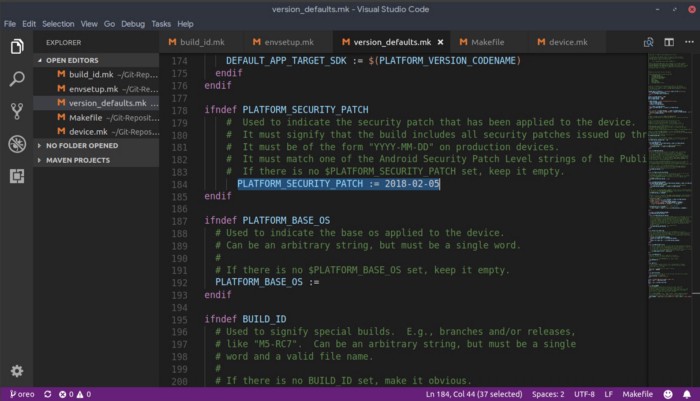 version_defaults.mk - Visual Studio Code
File Edit Selection View Go Debug Tasks Help
EXPLORER
build_id.mk envsetup.mk version_defaults.mk Makefile device.mk
OPEN EDITORS
build_id.mk ~/Git-Rep...
envsetup.mk ~/Git-Rep...
version_defaults.mk ...
Makefile ~/Git-Reposit...
device.mk ~/Git-Repos...
NO FOLDER OPENED
MAVEN PROJECTS
174 DEFAULT_APP_TARGET_SDK := $(PLATFORM_VERSION_CODENAME)
175 endif
176 endif
177
178 ifndef PLATFORM_SECURITY_PATCH
179 # Used to indicate the security patch that has been applied to the device.
180 # It must signify that the build includes all security patches issued up thr
181 # It must be of the form "YYYY-MM-DD" on production devices.
182 # It must match one of the Android Security Patch Level strings of the Publi
183 # If there is no $PLATFORM_SECURITY_PATCH set, keep it empty.
184 PLATFORM_SECURITY_PATCH := 2018-02-05
185 endif
186
187 ifndef PLATFORM_BASE_OS
188 # Used to indicate the base os applied to the device.
189 # Can be an arbitrary string, but must be a single word.
190 #
191 # If there is no $PLATFORM_BASE_OS set, keep it empty.
192 PLATFORM_BASE_OS :=
193 endif
194
195 ifndef BUILD_ID
196 # Used to signify special builds. E.g., branches and/or releases,
197 # like "M5-RC7". Can be an arbitrary string, but must be a single
198 # word and a valid file name.
199 #
200 # If there is no BUILD_ID set, make it obvious.
oreo 0 0 Ln 184, Col 44 (37 selected) Spaces: 2 UTF-8 LF Makefile